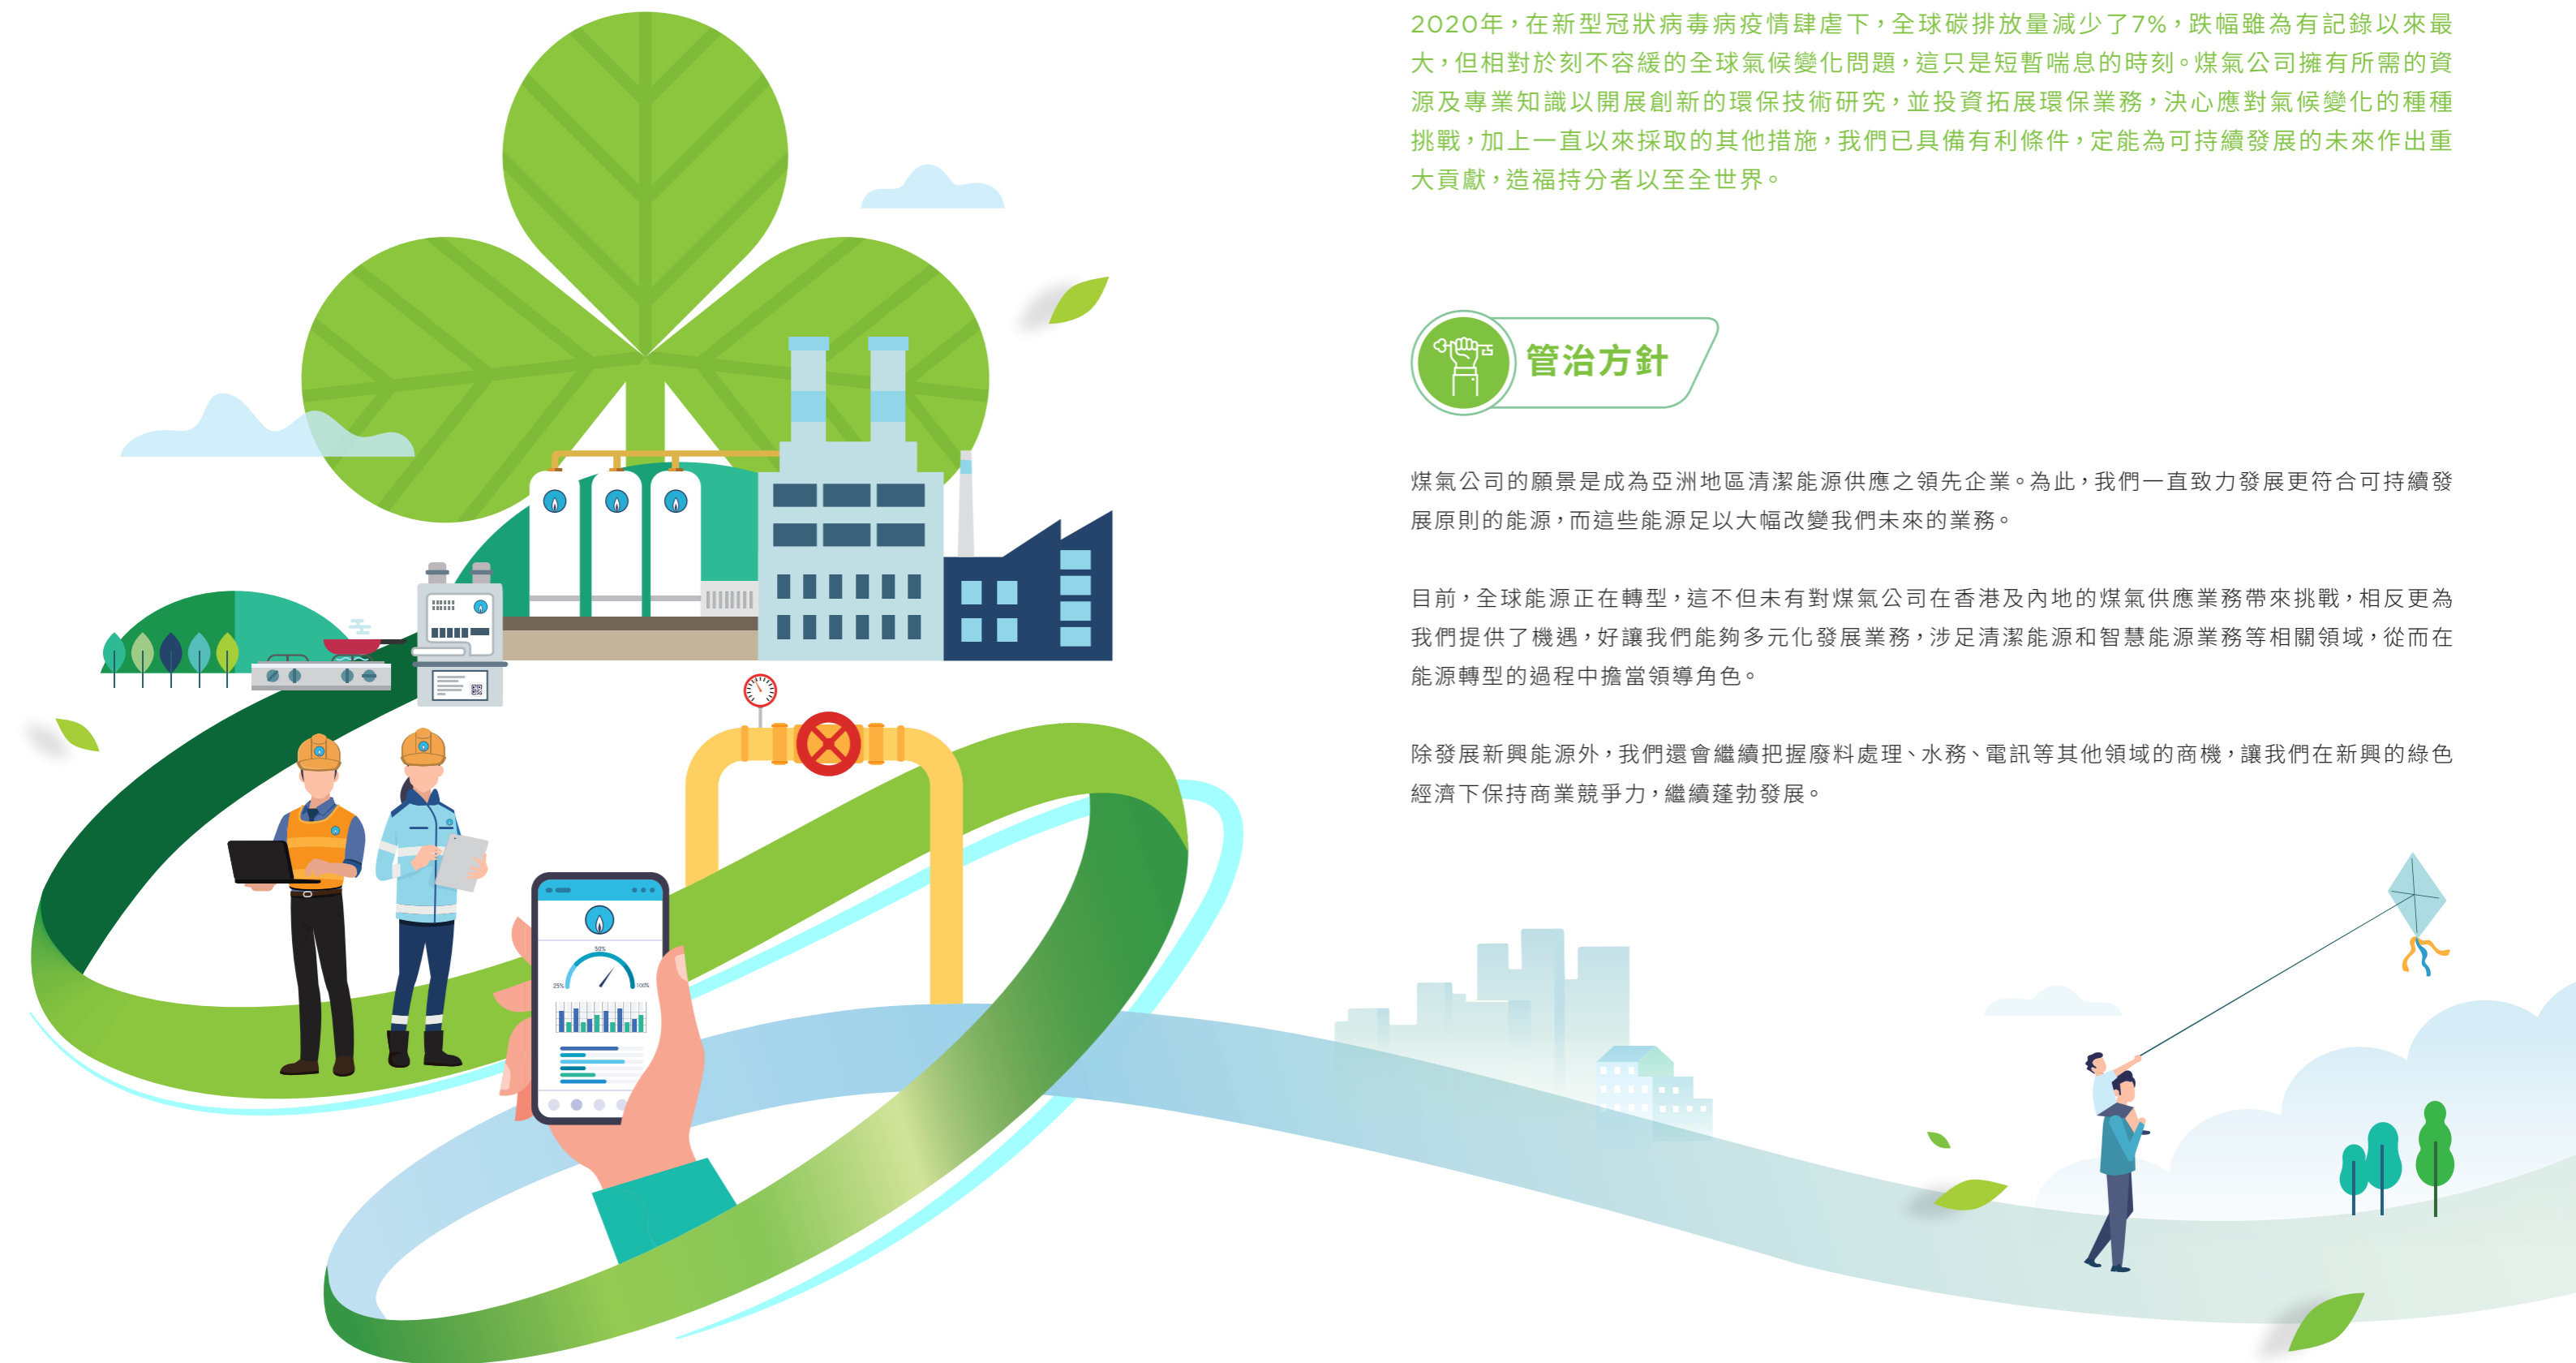 2020年，在新型冠狀病毒病疫情肆虐下，全球碳排放量減少了7%，跌幅雖為有記錄以來最
大，但相對於刻不容緩的全球氣候變化問題，這只是短暫喘息的時刻。煤氣公司擁有所需的資
源及專業知識以開展創新的環保技術研究，並投資拓展環保業務，決心應對氣候變化的種種
挑戰，加上一直以來採取的其他措施，我們已具備有利條件，定能為可持續發展的未來作出重
大貢獻，造福持分者以至全世界。
管治方針
煤氣公司的願景是成為亞洲地區清潔能源供應之領先企業。為此，我們一直致力發展更符合可持續發
展原則的能源，而這些能源足以大幅改變我們未來的業務。
目前，全球能源正在轉型，這不但未有對煤氣公司在香港及內地的煤氣供應業務帶來挑戰，相反更為
我們提供了機遇，好讓我們能夠多元化發展業務，涉足清潔能源和智慧能源業務等相關領域，從而在
能源轉型的過程中擔當領導角色。
除發展新興能源外，我們還會繼續把握廢料處理、水務、電訊等其他領域的商機，讓我們在新興的綠色
經濟下保持商業競爭力，繼續蓬勃發展。
50%
25%
100%